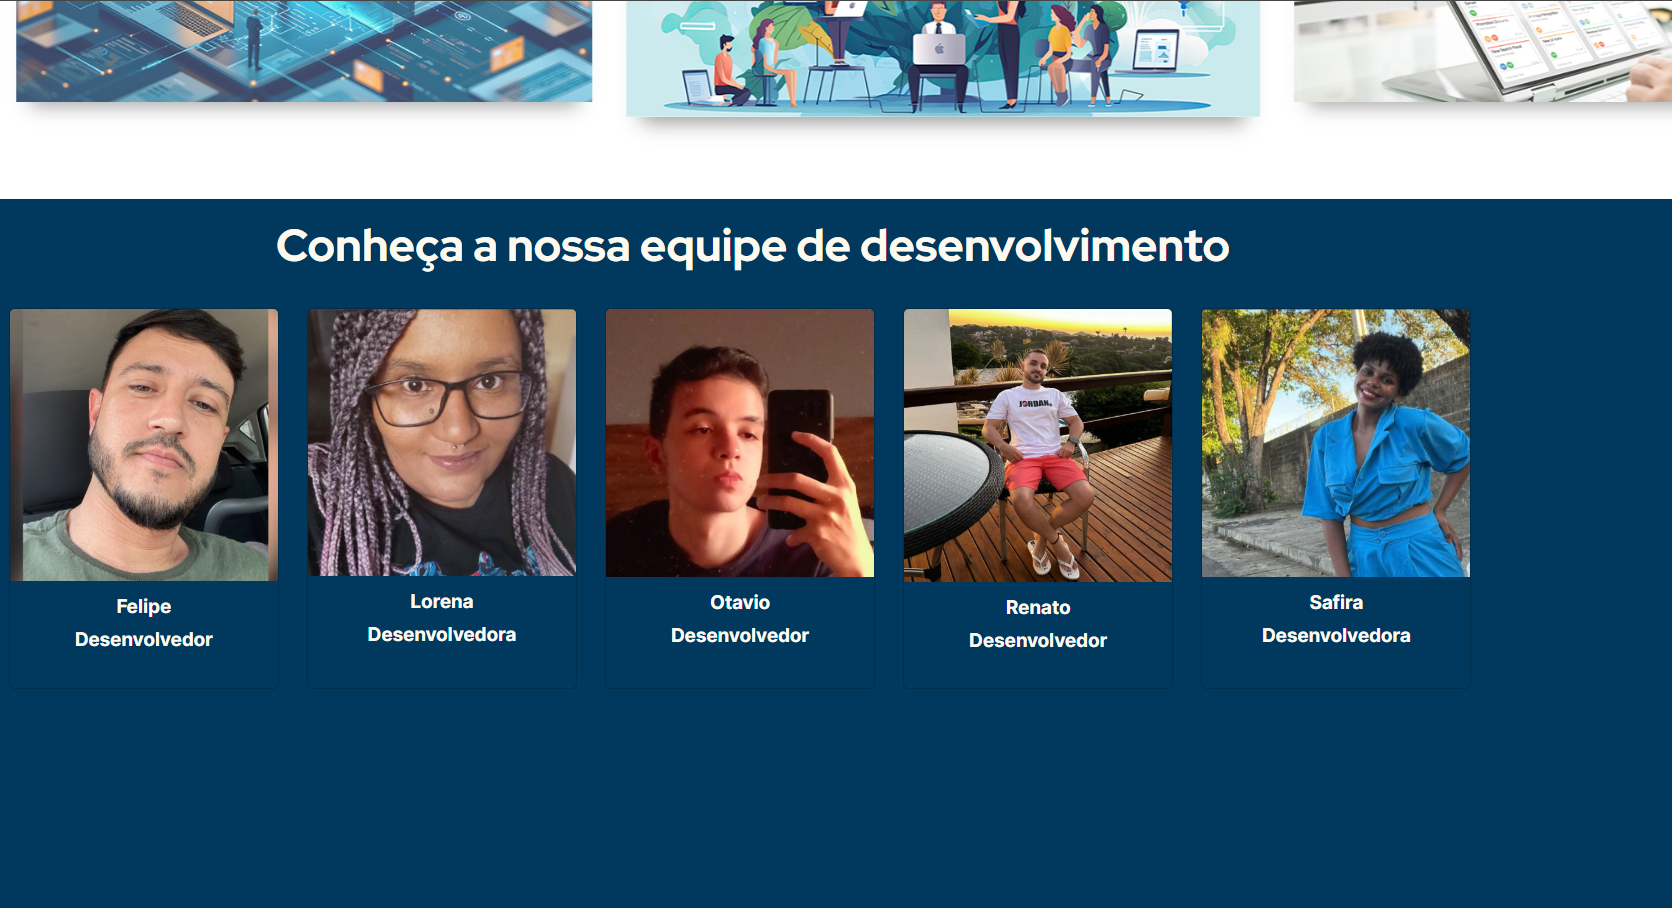 Conheça a nossa equipe de desenvolvimento
JORDAN
Felipe
Desenvolvedor
Lorena
Desenvolvedora
Otavio
Desenvolvedor
Renato
Desenvolvedor
Safira
Desenvolvedora